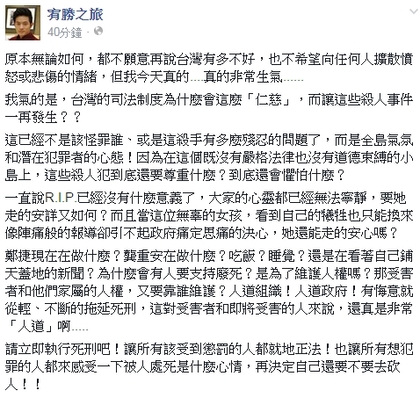 宥勝之旅
40分鐘 ·
原本無論如何，都不願意再說台灣有多不好，也不希望向任何人擴散憤
怒或悲傷的情緒，但我今天真的....真的非常生氣......
我氣的是，台灣的司法制度為什麼會這麼「仁慈」，而讓這些殺人事件
一再發生？？
這已經不是該怪罪誰、或是這殺手有多麼殘忍的問題了，而是全島氣氛
和潛在犯罪者的心態！因為在這個既沒有嚴格法律也沒有道德束縛的小
島上，這些殺人犯到底還要尊重什麼？到底還會懼怕什麼？
一直說R.I.P.已經沒有什麼意義了，大家的心靈都已經無法寧靜，要她
走的安詳又如何？而且當這位無辜的女孩，看到自己的犧牲也只能換來
像陣痛般的報導卻引不起政府痛定思痛的決心，她還能走的安心嗎？
鄭捷現在在做什麼？龔重安在做什麼？吃飯？睡覺？還是在看著自己鋪
天蓋地的新聞？為什麼會有人要支持廢死？是為了維護人權嗎？那受害
者和他們家屬的人權，又要靠誰維護？人道組織！人道政府！有悔意就
從輕、不斷的拖延死刑，這對受害者和即將受害的人來說，還真是非常
「人道」啊.....
請立即執行死刑吧！讓所有該受到懲罰的人都就地正法！也讓所有想犯
罪的人都來感受一下被人處死是什麼心情，再決定自己還要不要去砍
人！！